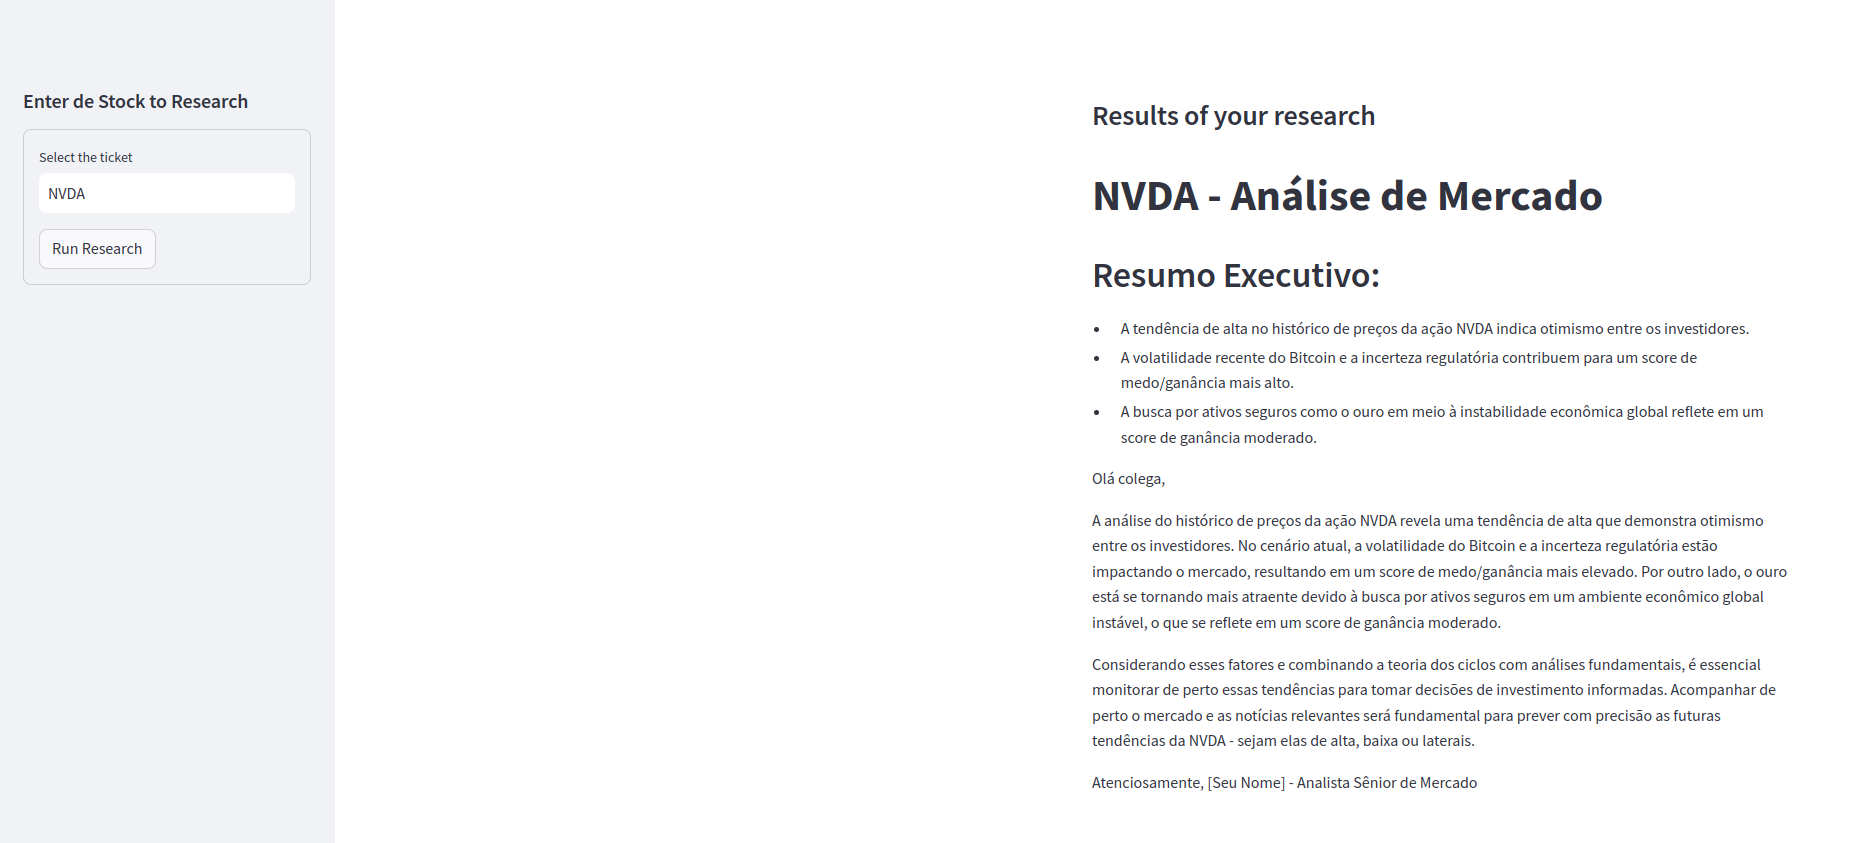 Enter de Stock to Research
Select the ticket
NVDA
Run Research
Results of your research
NVDA - Análise de Mercado
Resumo Executivo:
• A tendência de alta no histórico de preços da ação NVDA indica otimismo entre os investidores.
• A volatilidade recente do Bitcoin e a incerteza regulatória contribuem para um score de
medo/ganância mais alto.
• A busca por ativos seguros como o ouro em meio à instabilidade econômica global reflete em um
score de ganância moderado.
Olá colega,
A análise do histórico de preços da ação NVDA revela uma tendência de alta que demonstra otimismo
entre os investidores. No cenário atual, a volatilidade do Bitcoin e a incerteza regulatória estão
impactando o mercado, resultando em um score de medo/ganância mais elevado. Por outro lado, o ouro
está se tornando mais atraente devido à busca por ativos seguros em um ambiente econômico global
instável, o que se reflete em um score de ganância moderado.
Considerando esses fatores e combinando a teoria dos ciclos com análises fundamentais, é essencial
monitorar de perto essas tendências para tomar decisões de investimento informadas. Acompanhar de
perto o mercado e as notícias relevantes será fundamental para prever com precisão as futuras
tendências da NVDA - sejam elas de alta, baixa ou laterais.
Atenciosamente, [Seu Nome] - Analista Sênior de Mercado